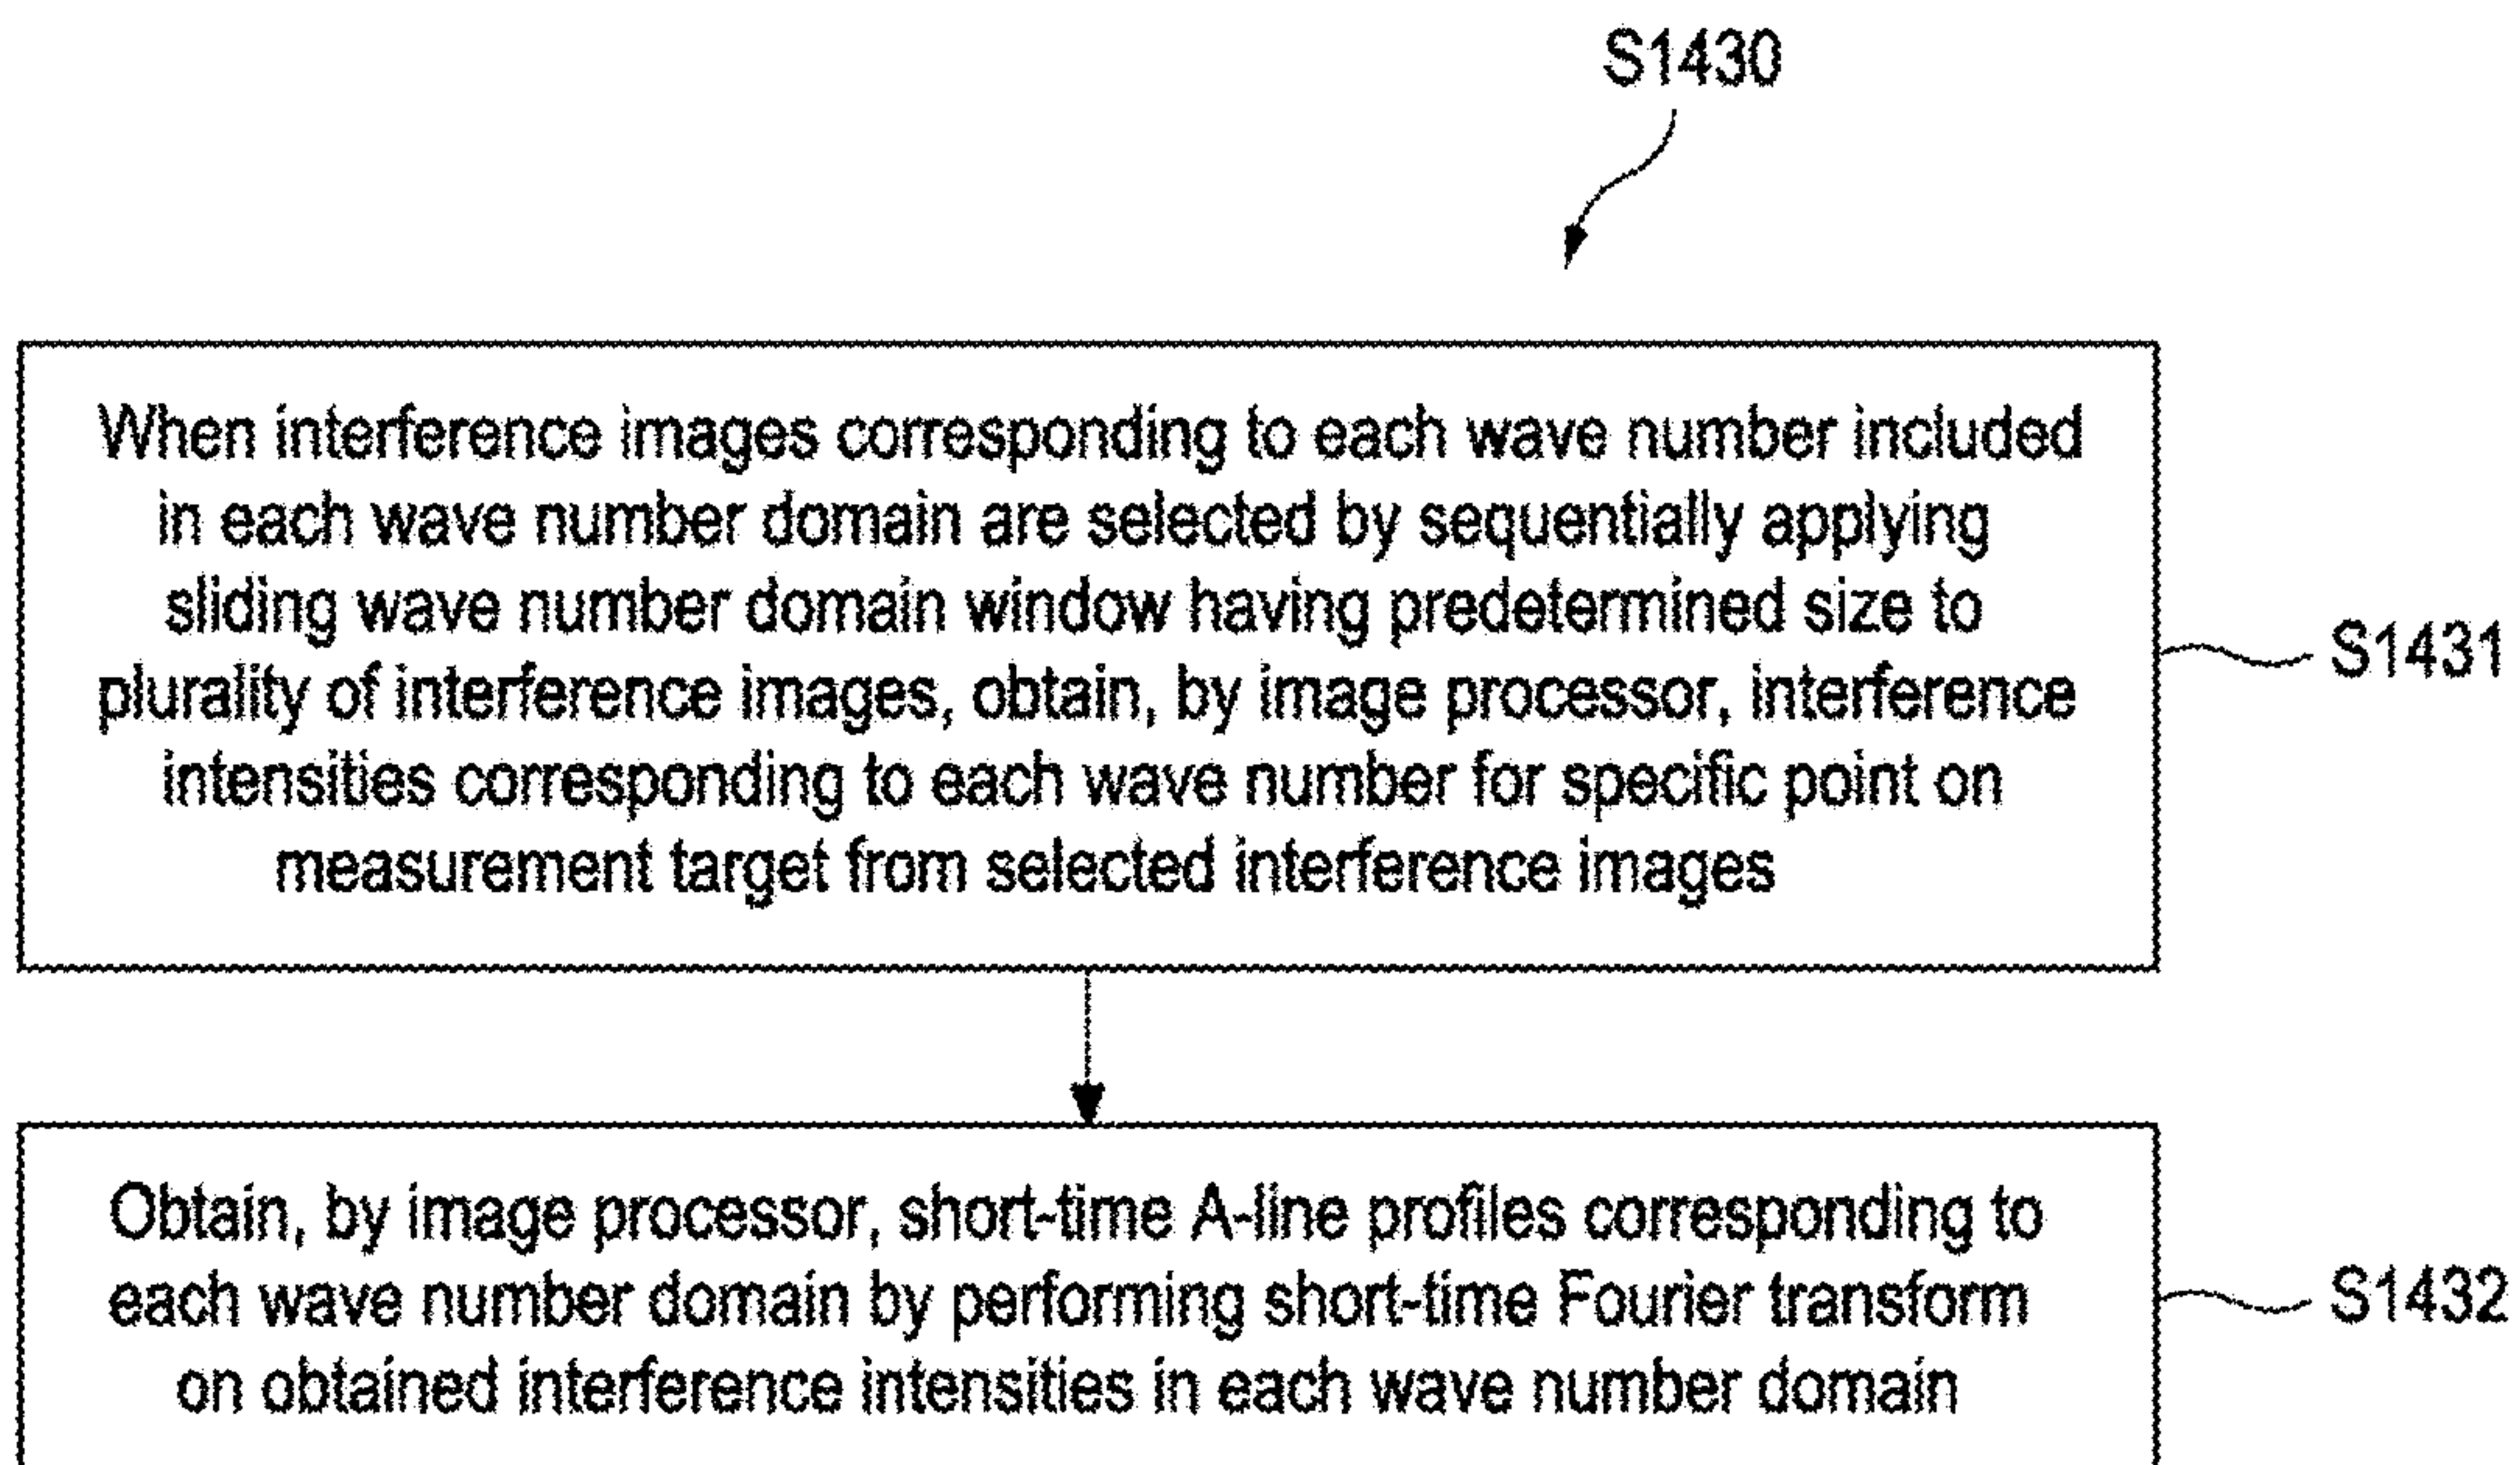 S1430
When interference images corresponding to each wave number included
in each wave number domain are selected by sequentially applying
sliding wave number domain window having predetermined size to
plurality of interference images, obtain, by image processor, interference
intensities corresponding to each wave number for specific point on
measurement target from selected interference images
S1431
Obtain, by image processor, short-time A-line profiles corresponding to
each wave number domain by performing short-time Fourier transform
on obtained interference intensities in each wave number domain
S1432